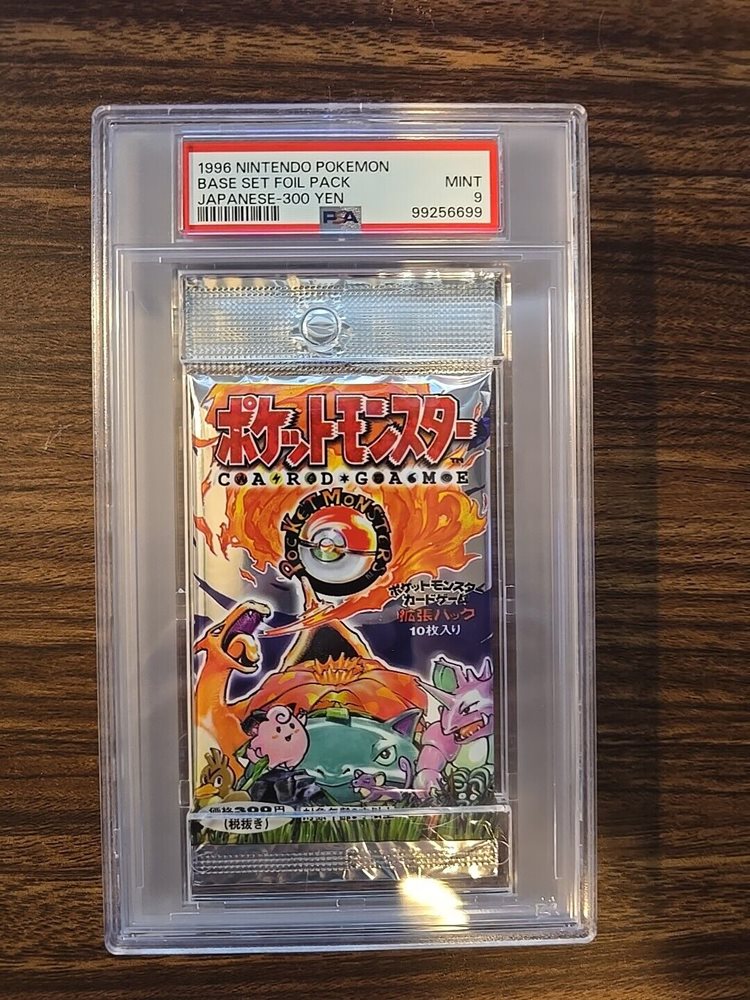 1996 NINTENDO POKEMON
BASE SET FOIL PACK MINT
JAPANESE-300 YEN 9
PSA 99256699
ポケットモンスター
TM
CARD GAME
POCKET MONSTERS
ポケットモンスター
カードゲーム
拡張パック
10枚入り
価格300円
(税抜き)